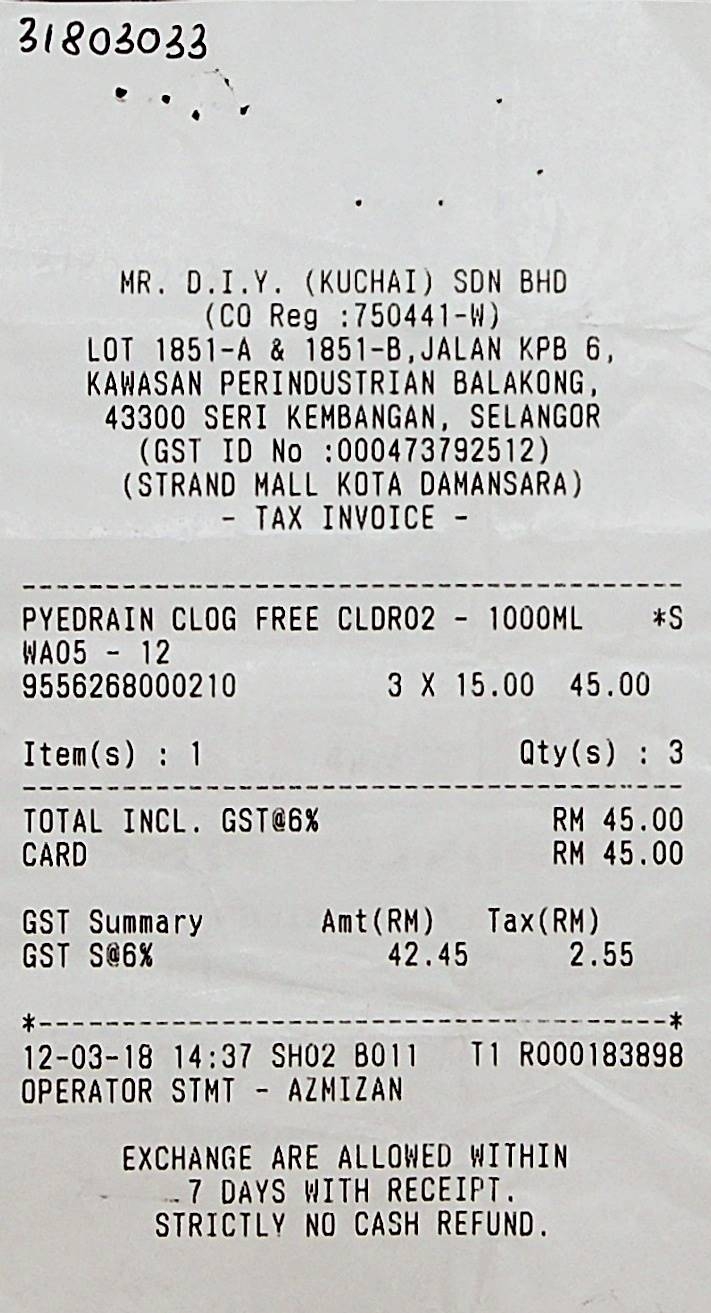 31803033
MR. D.I.Y. (KUCHAI) SDN BHD
(CO Reg :750441-W)
LOT 1851-A & 1851-B,JALAN KPB 6,
KAWASAN PERINDUSTRIAN BALAKONG,
43300 SERI KEMBANGAN, SELANGOR
(GST ID No :000473792512)
(STRAND MALL KOTA DAMANSARA)
- TAX INVOICE -
PYEDRAIN CLOG FREE CLDR02 - 1000ML *S
WA05 - 12
9556268000210 3 X 15.00 45.00
Item(s) : 1 Qty(s) : 3
TOTAL INCL. GST@6% RM 45.00
CARD RM 45.00
GST Summary Amt(RM) Tax(RM)
GST S@6% 42.45 2.55
*--------------------------------------*
12-03-18 14:37 SH02 B011 T1 R000183898
OPERATOR STMT - AZMIZAN
EXCHANGE ARE ALLOWED WITHIN
7 DAYS WITH RECEIPT.
STRICTLY NO CASH REFUND.